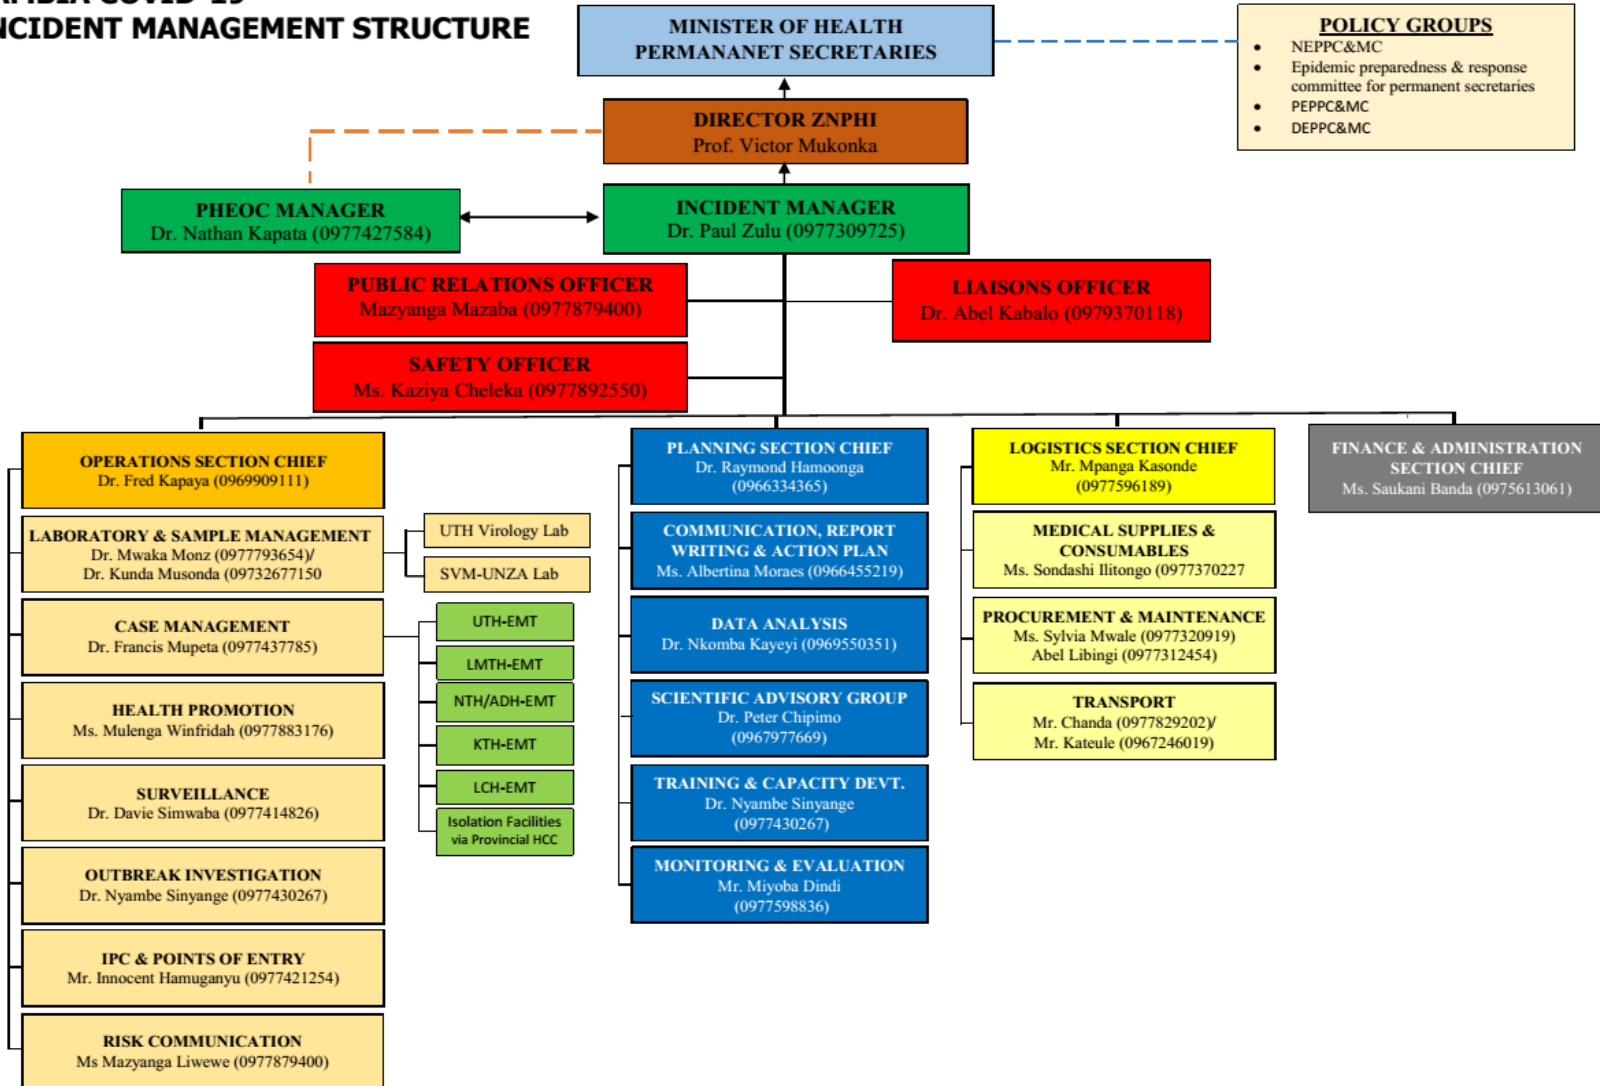 INCIDENT MANAGEMENT STRUCTURE
MINISTER OF HEALTH
PERMANANET SECRETARIES
POLICY GROUPS
• NEPPC&MC
• Epidemic preparedness & response
committee for permanent secretaries
• PEPPC&MC
• DEPPC&MC
DIRECTOR ZNPHI
Prof. Victor Mukonka
PHEOC MANAGER
Dr. Nathan Kapata (0977427584)
INCIDENT MANAGER
Dr. Paul Zulu (0977309725)
PUBLIC RELATIONS OFFICER
Mazyanga Mazaba (0977879400)
LIAISONS OFFICER
Dr. Abel Kabalo (0979370118)
SAFETY OFFICER
Ms. Kaziya Cheleka (0977892550)
OPERATIONS SECTION CHIEF
Dr. Fred Kapaya (0969909111)
LABORATORY & SAMPLE MANAGEMENT
Dr. Mwaka Monz (0977793654)/
Dr. Kunda Musonda (09732677150
UTH Virology Lab
SVM-UNZA Lab
CASE MANAGEMENT
Dr. Francis Mupeta (0977437785)
UTH-EMT
LMTH-EMT
NTH/ADH-EMT
KTH-EMT
LCH-EMT
Isolation Facilities
via Provincial HCC
HEALTH PROMOTION
Ms. Mulenga Winfridah (0977883176)
SURVEILLANCE
Dr. Davie Simwaba (0977414826)
OUTBREAK INVESTIGATION
Dr. Nyambe Sinyange (0977430267)
IPC & POINTS OF ENTRY
Mr. Innocent Hamuganyu (0977421254)
RISK COMMUNICATION
Ms Mazyanga Liwewe (0977879400)
PLANNING SECTION CHIEF
Dr. Raymond Hamoonga
(0966334365)
COMMUNICATION, REPORT
WRITING & ACTION PLAN
Ms. Albertina Moraes (0966455219)
DATA ANALYSIS
Dr. Nkomba Kayeyi (0969550351)
SCIENTIFIC ADVISORY GROUP
Dr. Peter Chipimo
(0967977669)
TRAINING & CAPACITY DEVT.
Dr. Nyambe Sinyange
(0977430267)
MONITORING & EVALUATION
Mr. Miyoba Dindi
(0977598836)
LOGISTICS SECTION CHIEF
Mr. Mpanga Kasonde
(0977596189)
MEDICAL SUPPLIES &
CONSUMABLES
Ms. Sondashi Ilitongo (0977370227
PROCUREMENT & MAINTENANCE
Ms. Sylvia Mwale (0977320919)
Abel Libingi (0977312454)
TRANSPORT
Mr. Chanda (0977829202)/
Mr. Kateule (0967246019)
FINANCE & ADMINISTRATION
SECTION CHIEF
Ms. Saukani Banda (0975613061)